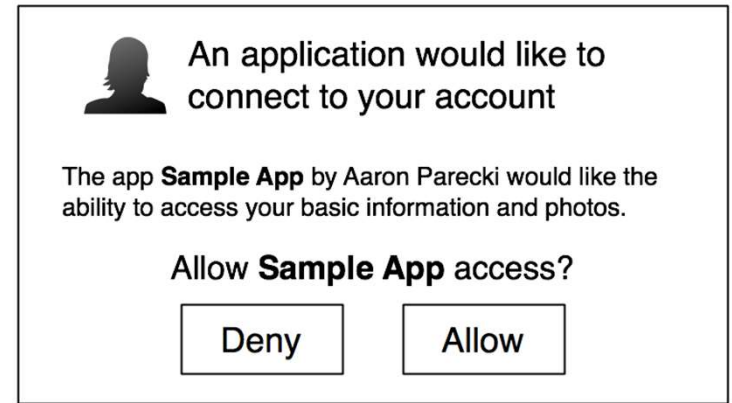 An application would like to
connect to your account
The app Sample App by Aaron Parecki would like the
ability to access your basic information and photos.
Allow Sample App access?
Deny
Allow